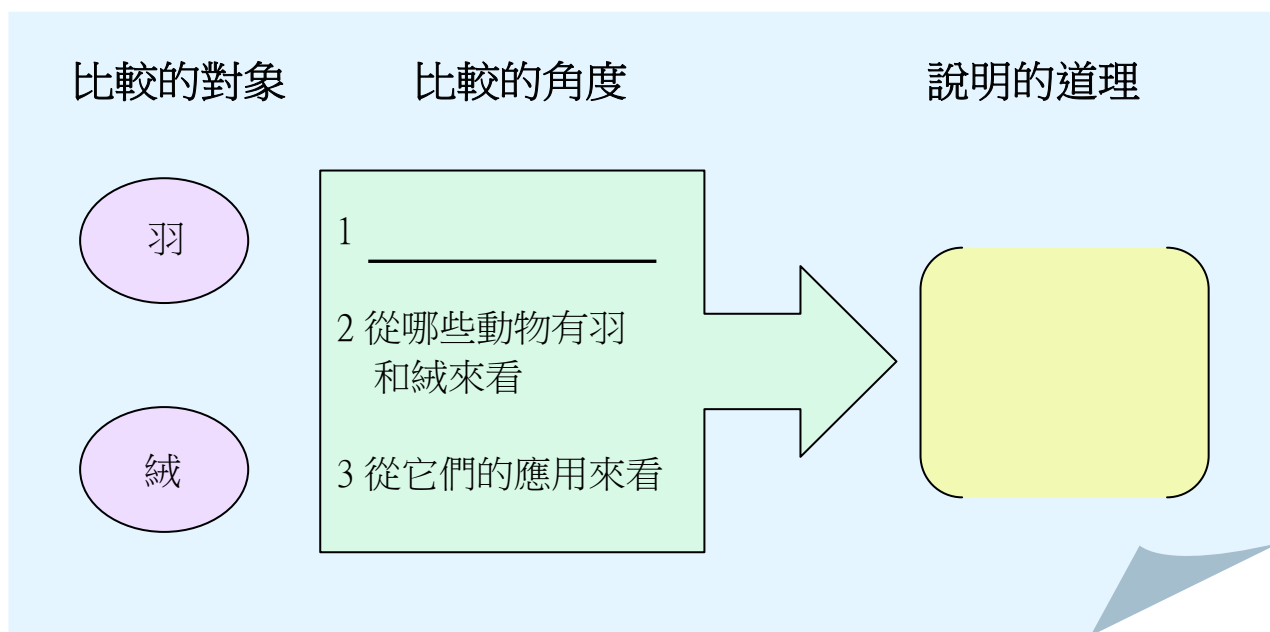 比較的對象
比較的角度
說明的道理
羽
絨
1
2 從哪些動物有羽
和絨來看
3 從它們的應用來看